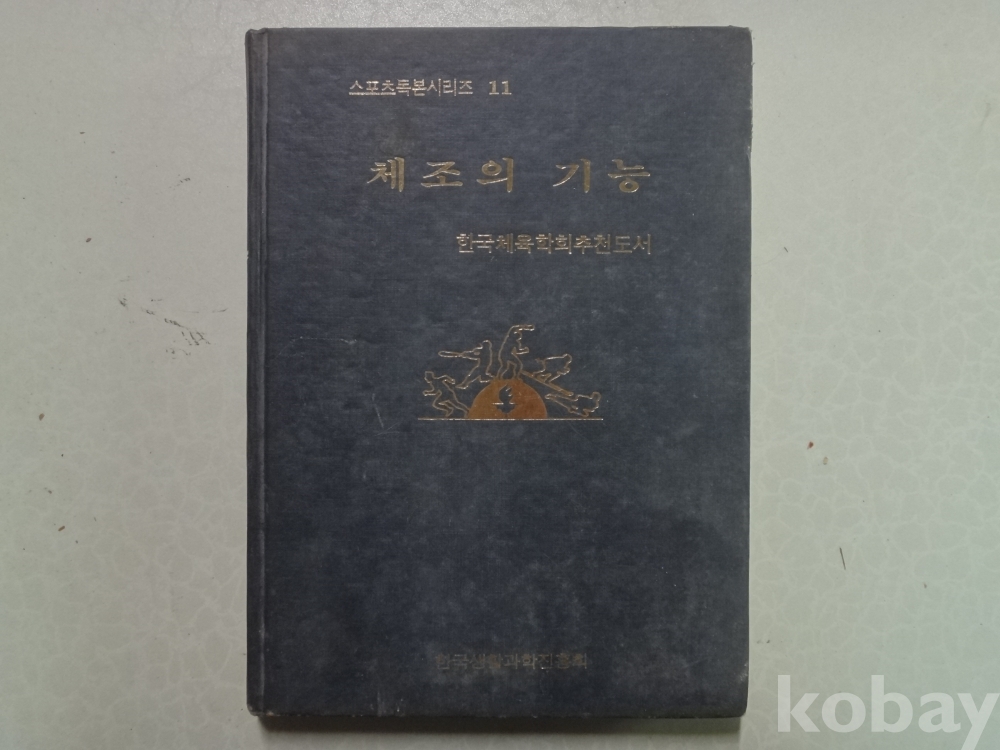 스포츠독본시리즈 11
체조의 기능
한국체육학회추천도서
한국생활과학진흥회
kobay